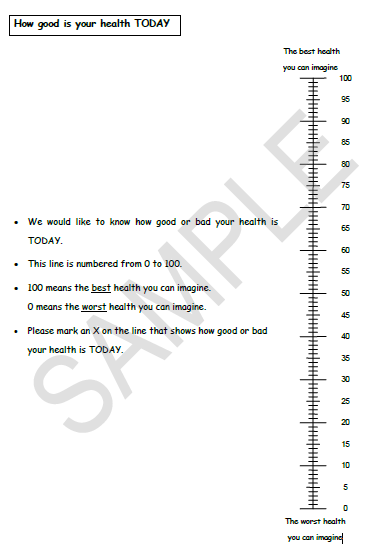 How good is your health TODAY
The best health
you can imagine
SAMPLE
• We would like to know how good or bad your health is
TODAY.
• This line is numbered from 0 to 100.
• 100 means the best health you can imagine.
0 means the worst health you can imagine.
• Please mark an X on the line that shows how good or bad
your health is TODAY.
100
95
90
85
80
75
70
65
60
55
50
45
40
35
30
25
20
15
10
5
0
The worst health
you can imagine